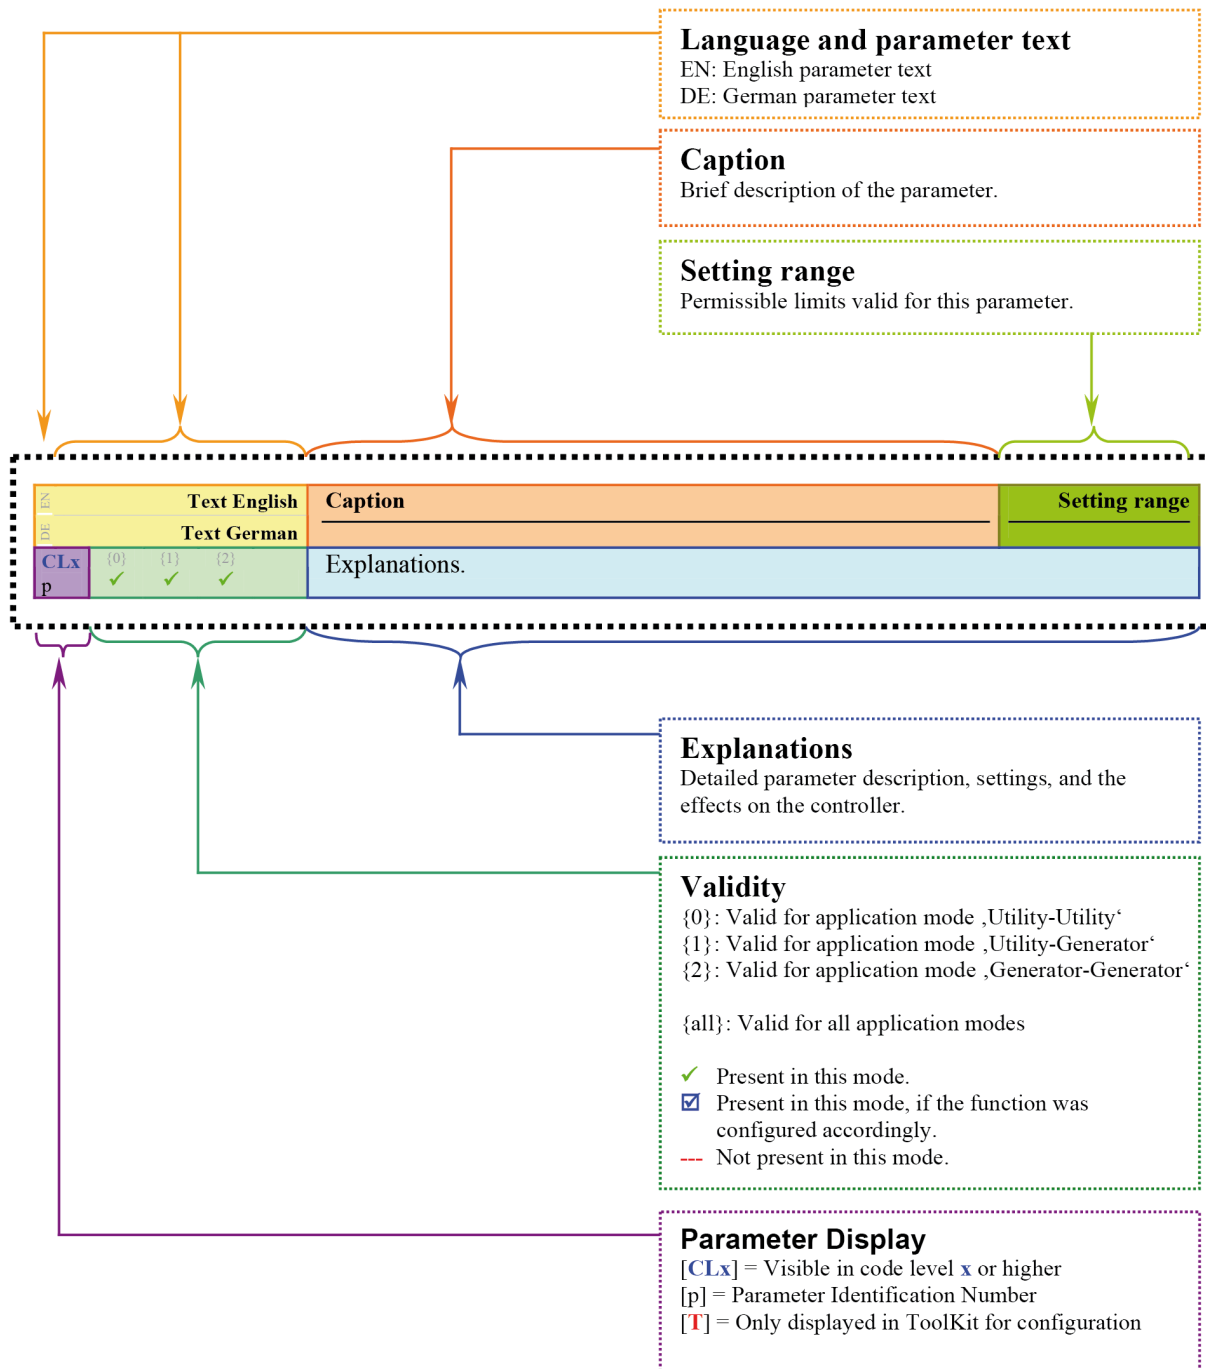 Language and parameter text
EN: English parameter text
DE: German parameter text
Caption
Brief description of the parameter.
Setting range
Permissible limits valid for this parameter.
EN
Text English
Caption
Setting range
DE
Text German
CLx
{0}
{1}
{2}
Explanations.
✓ ✓ ✓
p
Explanations
Detailed parameter description, settings, and the
effects on the controller.
Validity
{0}: Valid for application mode ‚Utility-Utility‘
{1}: Valid for application mode ‚Utility-Generator‘
{2}: Valid for application mode ‚Generator-Generator‘
{all}: Valid for all application modes
✓ Present in this mode.
☑ Present in this mode, if the function was
configured accordingly.
--- Not present in this mode.
Parameter Display
[CLx] = Visible in code level x or higher
[p] = Parameter Identification Number
[T] = Only displayed in ToolKit for configuration